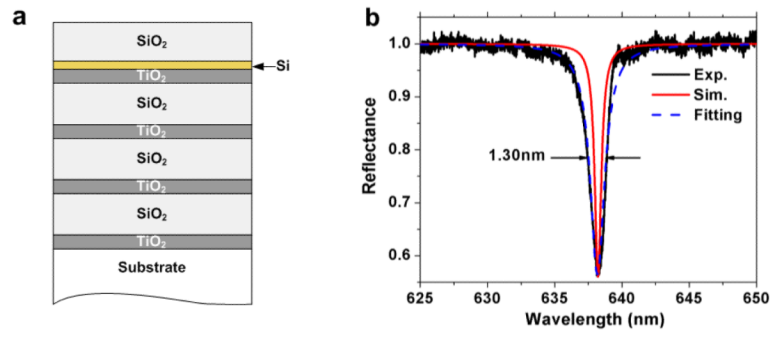 a
SiO₂
Si
TiO₂
SiO₂
TiO₂
SiO₂
TiO₂
SiO₂
TiO₂
Substrate
b
1.0
0.9
0.8
0.7
0.6
Reflectance
Exp.
Sim.
Fitting
1.30nm
625 630 635 640 645 650
Wavelength (nm)